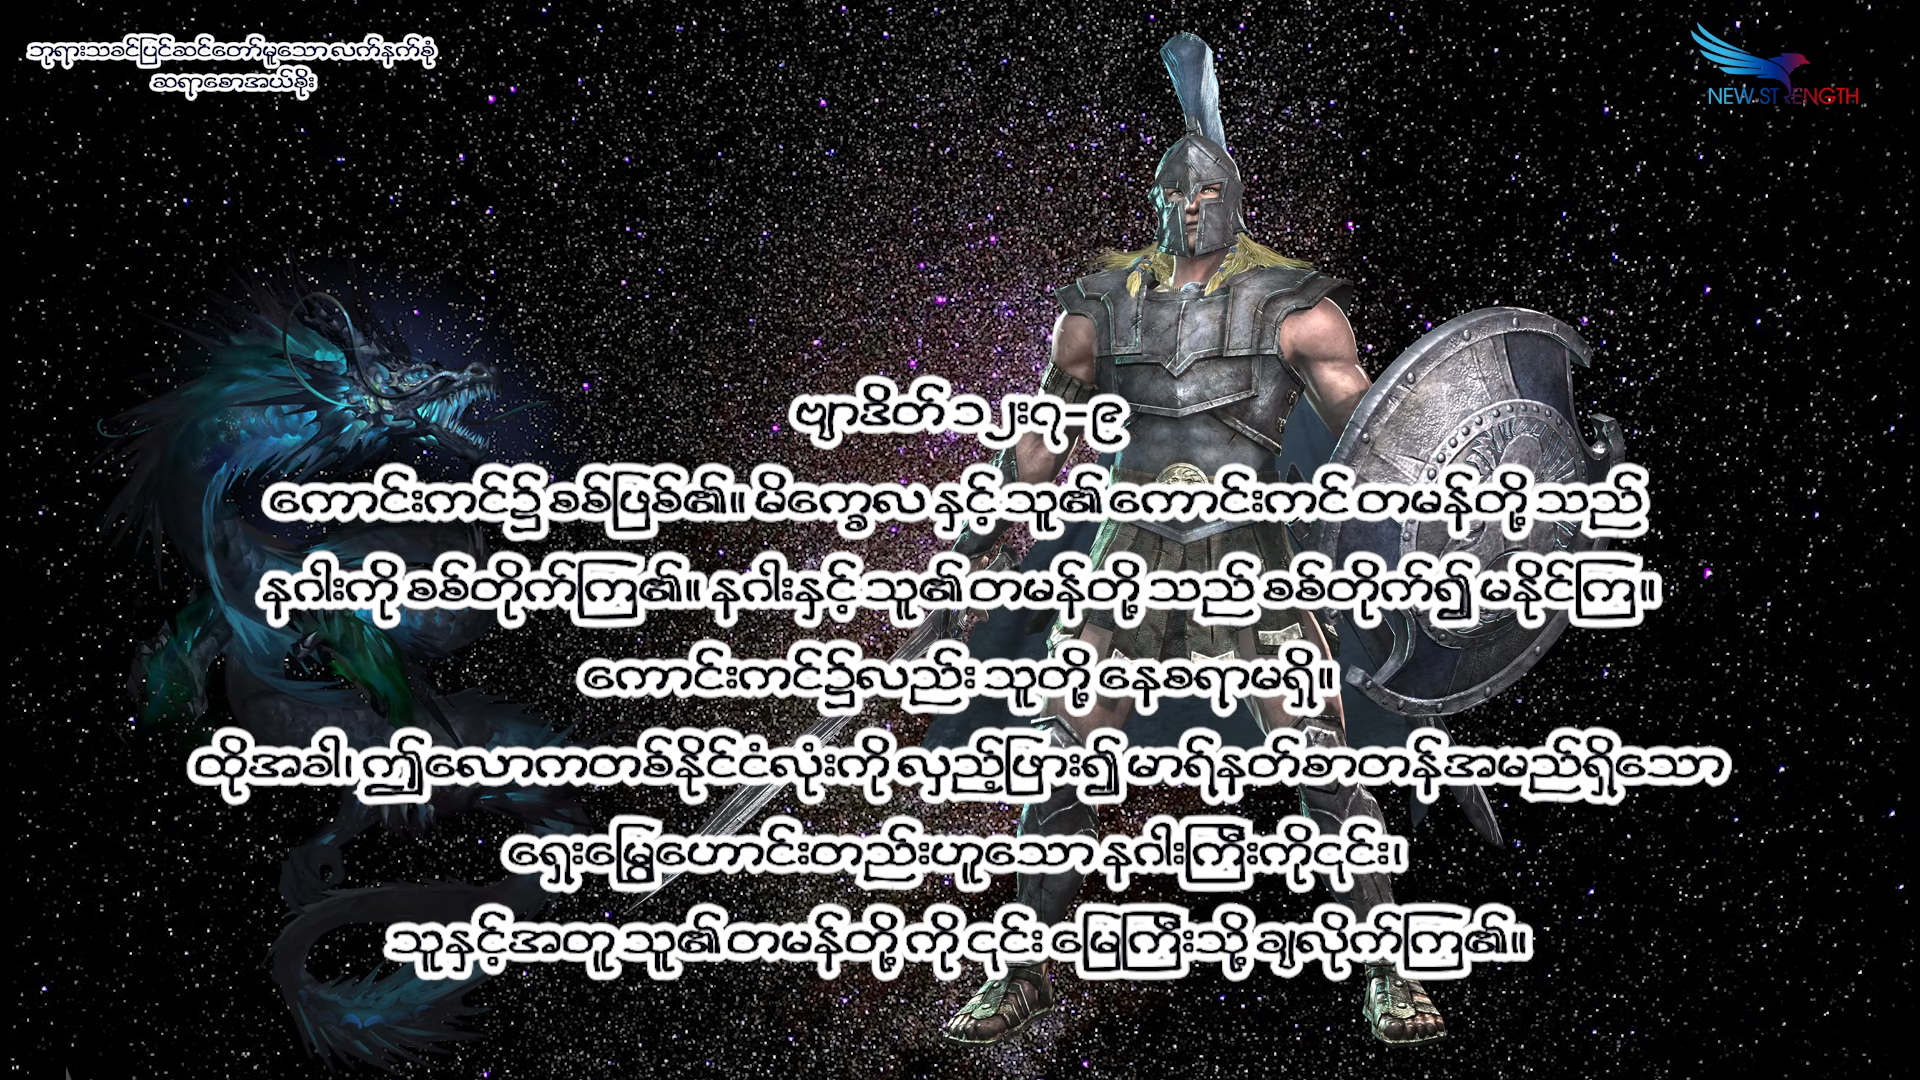 ဘုရားသခင်ပြင်ဆင်တော်မူသောလက်နက်စုံ
ဆရာစောအယ်စိုး
NEW STRENGTH
ဗျာဒိတ် ၁၂း၇-၉
ကောင်းကင်၌ စစ်ဖြစ်၏။ မိက္ခေလ နှင့် သူ၏ ကောင်းကင် တမန်တို့ သည်
နဂါးကို စစ်တိုက်ကြ၏။ နဂါးနှင့် သူ၏ တမန်တို့ သည် စစ်တိုက်၍ မနိုင်ကြ။
ကောင်းကင်၌လည်း သူတို့ နေစရာမရှိ။
ထိုအခါ၊ ဤလောကတစ်နိုင်ငံလုံးကို လှည့်ဖြား၍ မာရ်နတ်စာတန်အမည်ရှိသော
ရှေးမြွေဟောင်းတည်းဟူသော နဂါးကြီးကို၎င်း၊
သူနှင့်အတူ သူ၏ တမန်တို့ ကို ၎င်း မြေကြီးသို့ ချလိုက်ကြ၏။